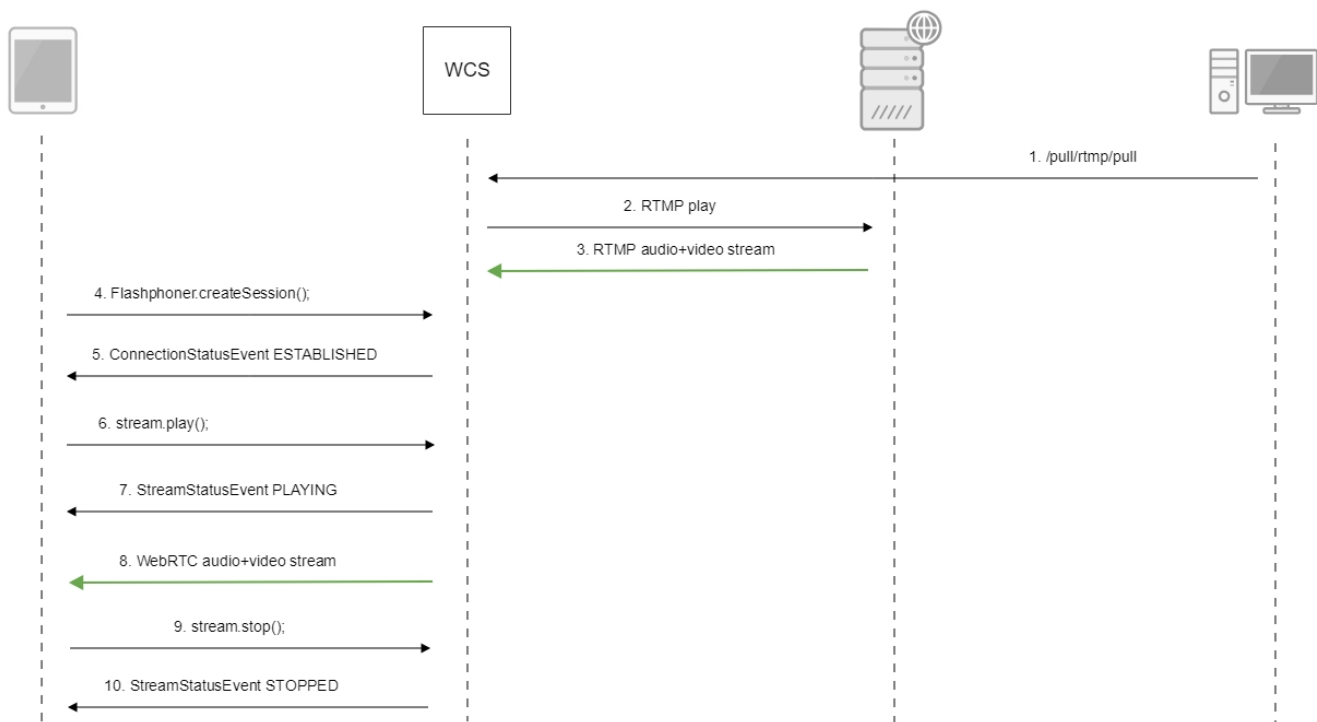 WCS
1. /pull/rtmp/pull
2. RTMP play
3. RTMP audio+video stream
4. Flashphoner.createSession();
5. ConnectionStatusEvent ESTABLISHED
6. stream.play();
7. StreamStatusEvent PLAYING
8. WebRTC audio+video stream
9. stream.stop();
10. StreamStatusEvent STOPPED